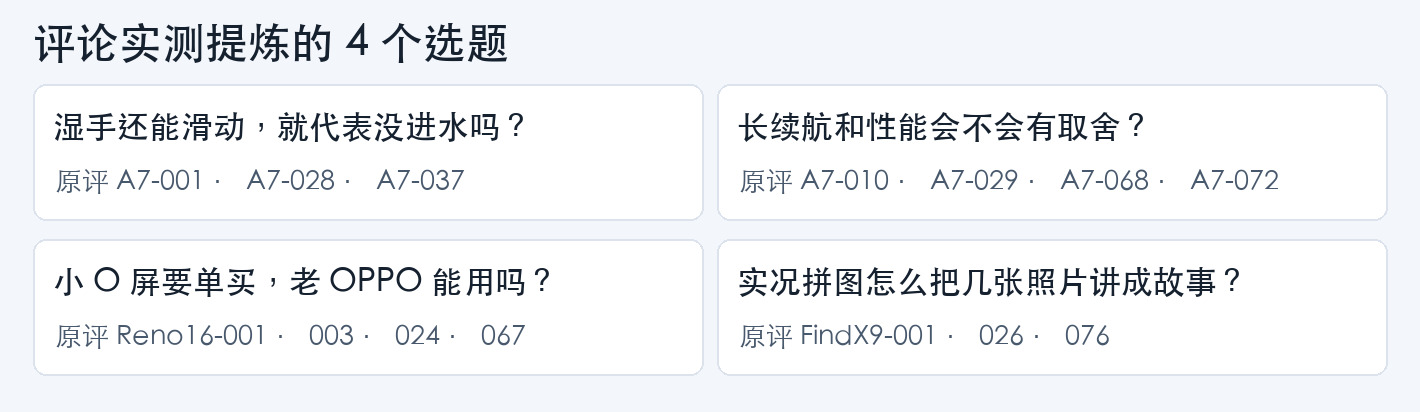 评论实测提炼的 4 个选题
湿手还能滑动，就代表没进水吗？
原评 A7-001 · A7-028 · A7-037
长续航和性能会不会有取舍？
原评 A7-010 · A7-029 · A7-068 · A7-072
小 O 屏要单买，老 OPPO 能用吗？
原评 Reno16-001 · 003 · 024 · 067
实况拼图怎么把几张照片讲成故事？
原评 FindX9-001 · 026 · 076